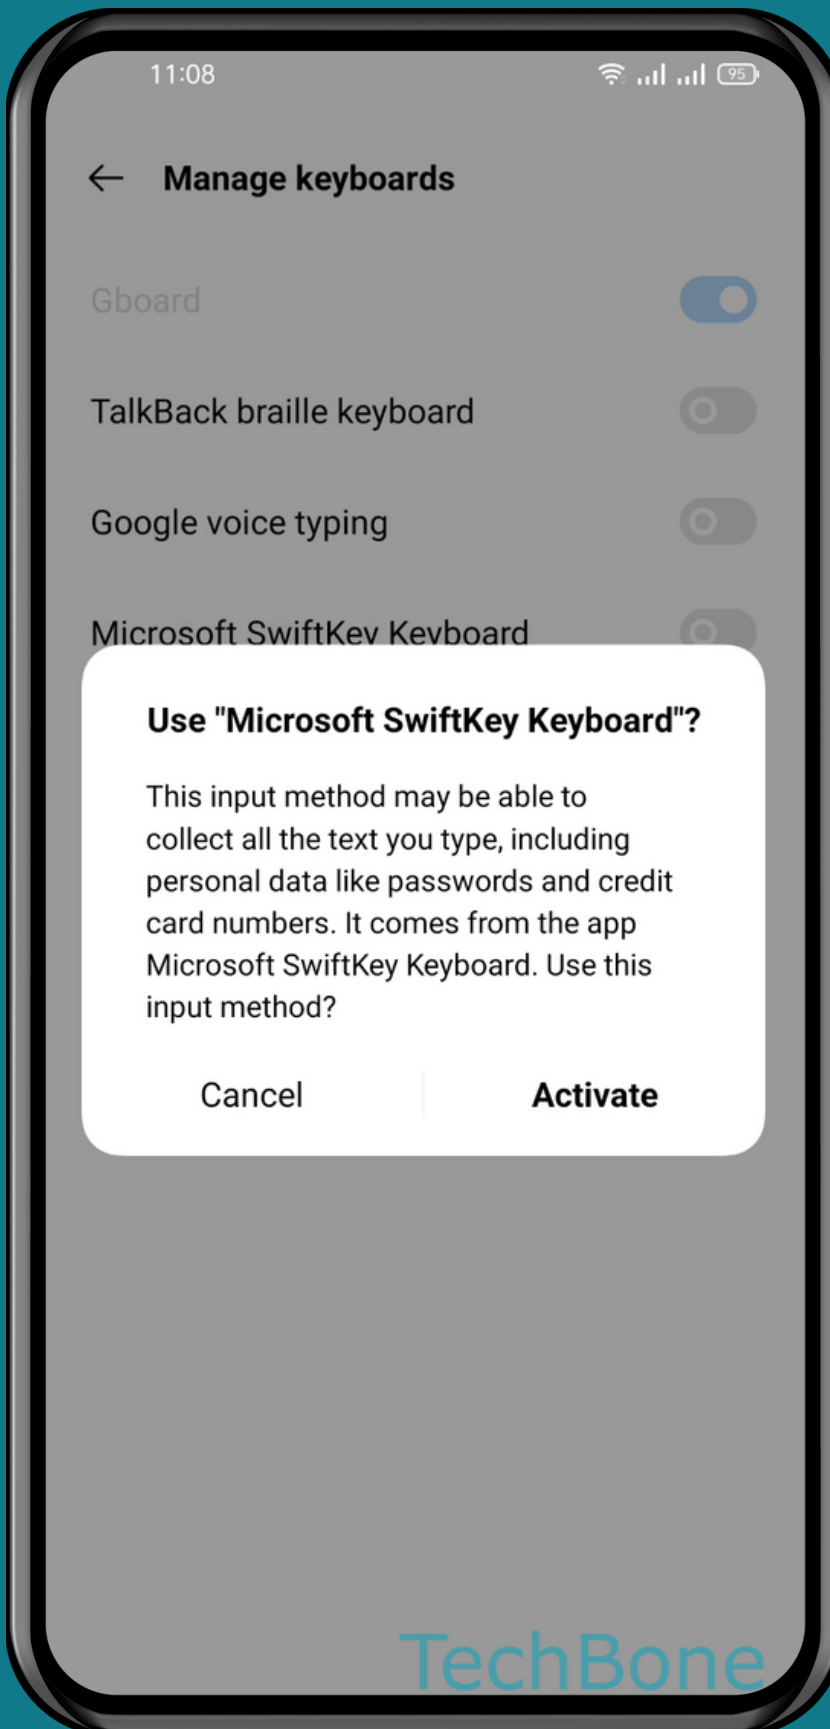 11:08
95
Manage keyboards
Gboard
TalkBack braille keyboard
Google voice typing
Microsoft SwiftKey Keyboard
Use "Microsoft SwiftKey Keyboard"?
This input method may be able to
collect all the text you type, including
personal data like passwords and credit
card numbers. It comes from the app
Microsoft SwiftKey Keyboard. Use this
input method?
Cancel
Activate
TechBone